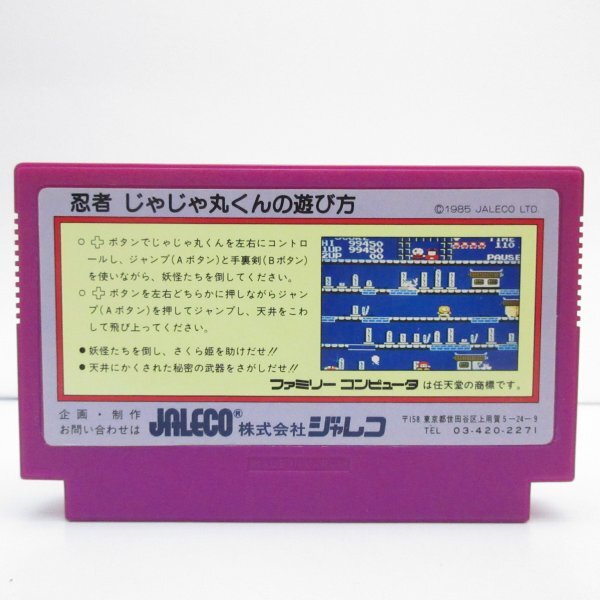 忍者 じゃじゃ丸くんの遊び方
©1985 JALECO LTD.
○ ✚ボタンでじゃじゃ丸くんを左右にコントロ
ールし、ジャンプ(Aボタン)と手裏剣(Bボタン)
を使いながら、妖怪たちを倒してください。
○ ✚ボタンを左右どちらかに押しながらジャン
プ(Aボタン)を押してジャンプし、天井をこわ
して飛び上ってください。
● 妖怪たちを倒し、さくら姫を助けだせ!!
● 天井にかくされた秘密の武器をさがしだせ!!
HI 99450
1UP 99450
2UP 00
TIME
110
PAUSE
ファミリー コンピュータ は任天堂の商標です。
企画・制作
お問い合わせは
JALECO® 株式会社ジャレコ
〒158 東京都世田谷区上用賀5-24-9
TEL 03-420-2271